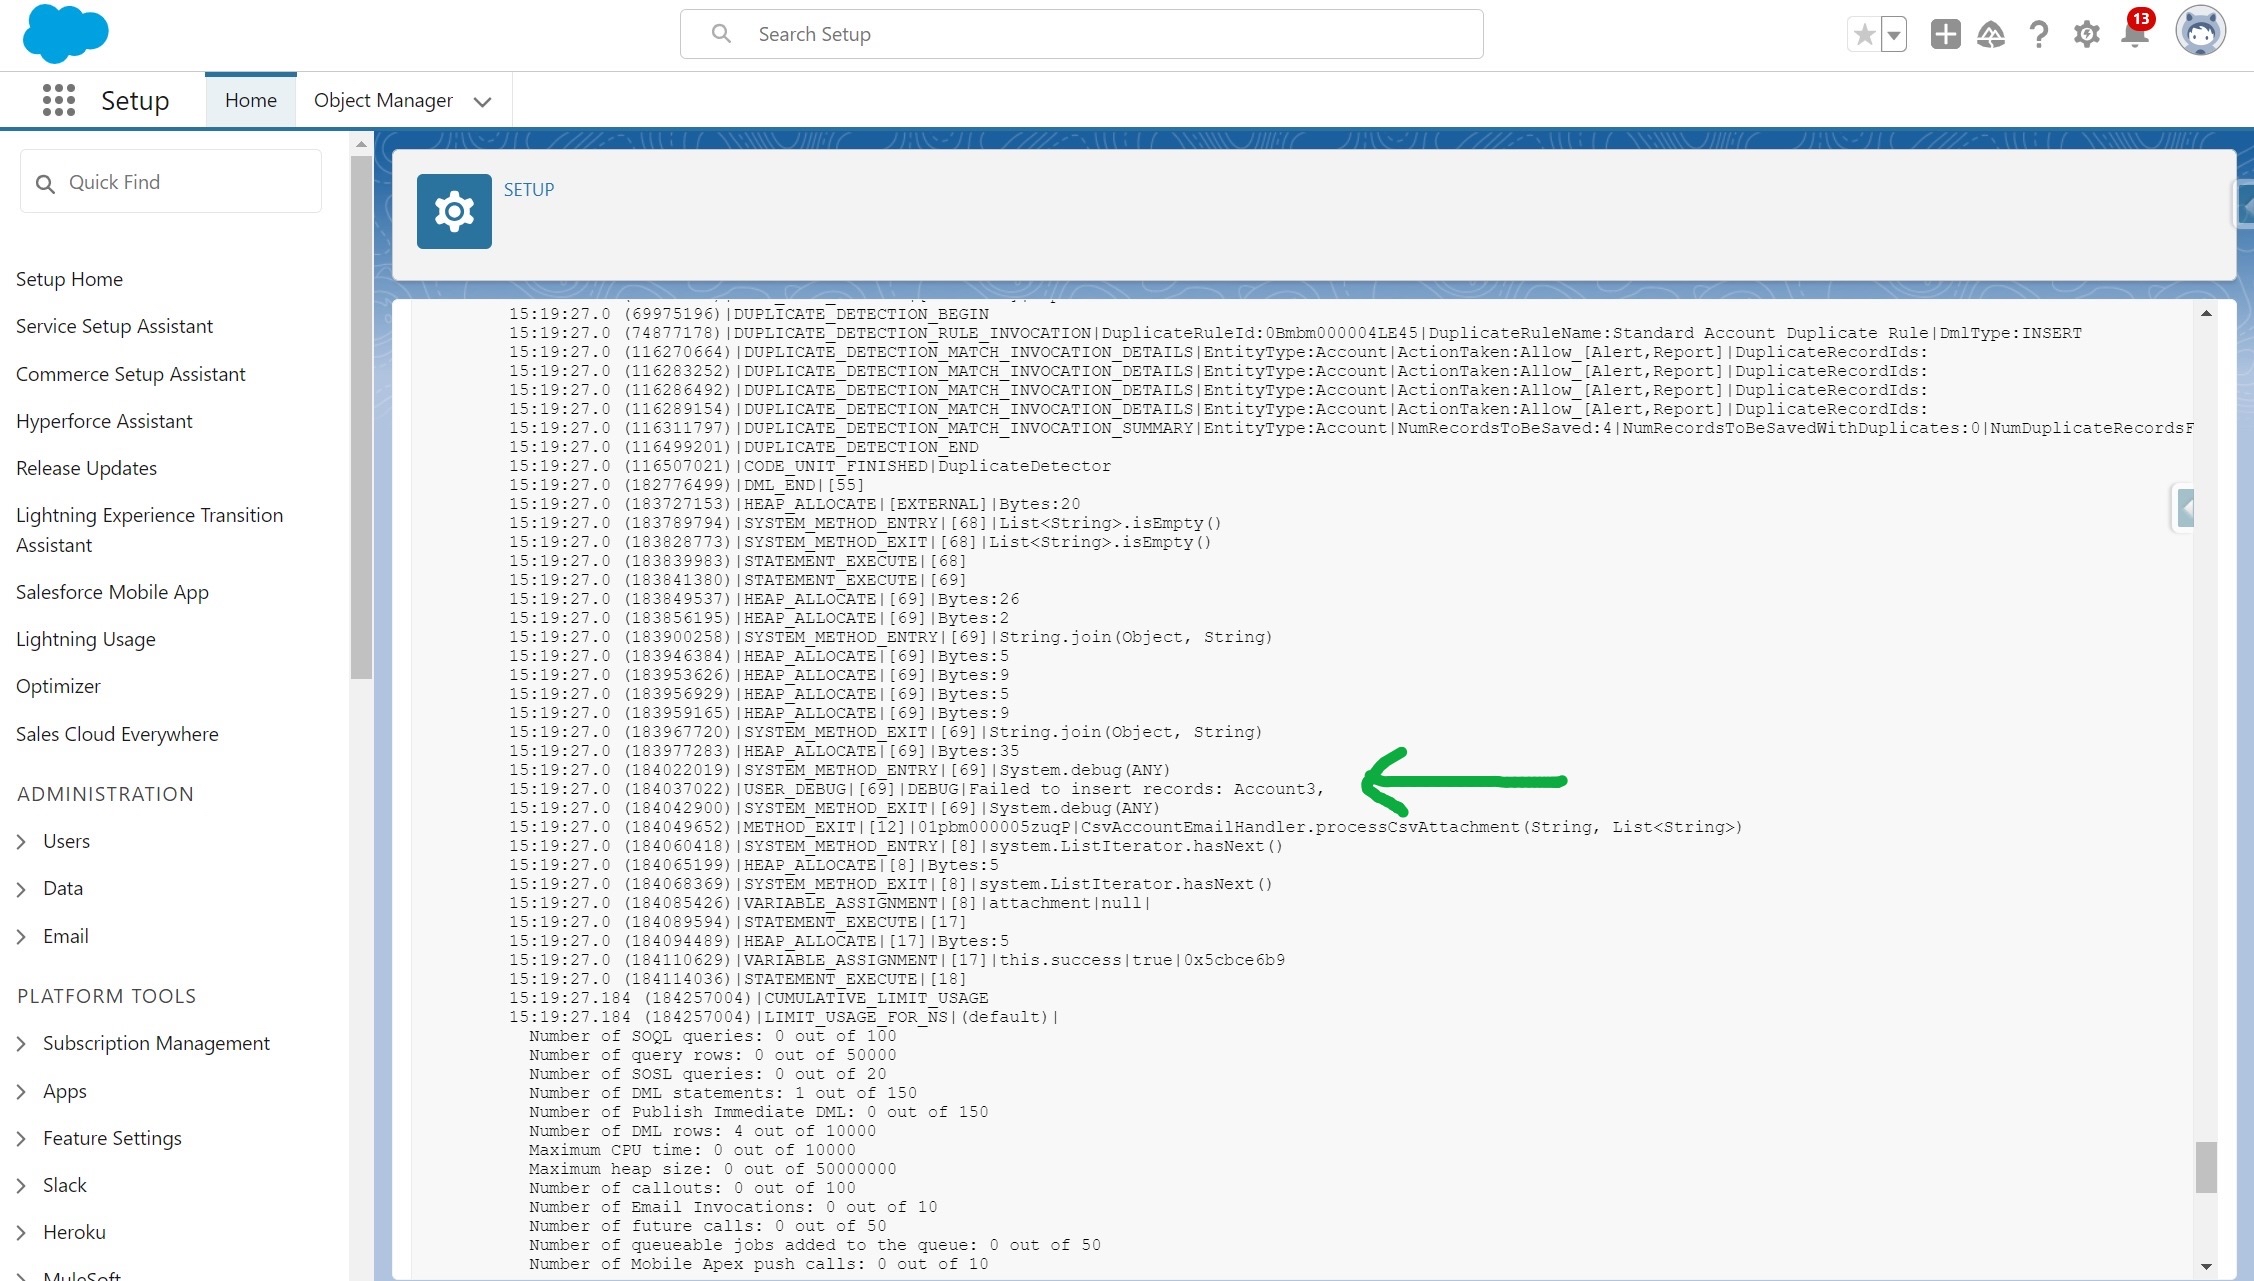 Search Setup
13
Setup
Home
Object Manager
Quick Find
SETUP
Setup Home
Service Setup Assistant
Commerce Setup Assistant
Hyperforce Assistant
Release Updates
Lightning Experience Transition
Assistant
Salesforce Mobile App
Lightning Usage
Optimizer
Sales Cloud Everywhere
ADMINISTRATION
Users
Data
Email
PLATFORM TOOLS
Subscription Management
Apps
Feature Settings
Slack
Heroku
MuleSoft
15:19:27.0 (69975196)|DUPLICATE_DETECTION_BEGIN
15:19:27.0 (74877178)|DUPLICATE_DETECTION_RULE_INVOCATION|DuplicateRuleId:0Bmbm000004LE45|DuplicateRuleName:Standard Account Duplicate Rule|DmlType:INSERT
15:19:27.0 (116270664)|DUPLICATE_DETECTION_MATCH_INVOCATION_DETAILS|EntityType:Account|ActionTaken:Allow_[Alert,Report]|DuplicateRecordIds:
15:19:27.0 (116283252)|DUPLICATE_DETECTION_MATCH_INVOCATION_DETAILS|EntityType:Account|ActionTaken:Allow_[Alert,Report]|DuplicateRecordIds:
15:19:27.0 (116286492)|DUPLICATE_DETECTION_MATCH_INVOCATION_DETAILS|EntityType:Account|ActionTaken:Allow_[Alert,Report]|DuplicateRecordIds:
15:19:27.0 (116289154)|DUPLICATE_DETECTION_MATCH_INVOCATION_DETAILS|EntityType:Account|ActionTaken:Allow_[Alert,Report]|DuplicateRecordIds:
15:19:27.0 (116311797)|DUPLICATE_DETECTION_MATCH_INVOCATION_SUMMARY|EntityType:Account|NumRecordsToBeSaved:4|NumRecordsToBeSavedWithDuplicates:0|NumDuplicateRecordsF
15:19:27.0 (116499201)|DUPLICATE_DETECTION_END
15:19:27.0 (116507021)|CODE_UNIT_FINISHED|DuplicateDetector
15:19:27.0 (182776499)|DML_END|[55]
15:19:27.0 (183727153)|HEAP_ALLOCATE|[EXTERNAL]|Bytes:20
15:19:27.0 (183789794)|SYSTEM_METHOD_ENTRY|[68]|List<String>.isEmpty()
15:19:27.0 (183828773)|SYSTEM_METHOD_EXIT|[68]|List<String>.isEmpty()
15:19:27.0 (183839983)|STATEMENT_EXECUTE|[68]
15:19:27.0 (183841380)|STATEMENT_EXECUTE|[69]
15:19:27.0 (183849537)|HEAP_ALLOCATE|[69]|Bytes:26
15:19:27.0 (183856195)|HEAP_ALLOCATE|[69]|Bytes:2
15:19:27.0 (183900258)|SYSTEM_METHOD_ENTRY|[69]|String.join(Object, String)
15:19:27.0 (183946384)|HEAP_ALLOCATE|[69]|Bytes:5
15:19:27.0 (183953626)|HEAP_ALLOCATE|[69]|Bytes:9
15:19:27.0 (183956929)|HEAP_ALLOCATE|[69]|Bytes:5
15:19:27.0 (183959165)|HEAP_ALLOCATE|[69]|Bytes:9
15:19:27.0 (183967720)|SYSTEM_METHOD_EXIT|[69]|String.join(Object, String)
15:19:27.0 (183977283)|HEAP_ALLOCATE|[69]|Bytes:35
15:19:27.0 (184022019)|SYSTEM_METHOD_ENTRY|[69]|System.debug(ANY)
15:19:27.0 (184037022)|USER_DEBUG|[69]|DEBUG|Failed to insert records: Account3,
15:19:27.0 (184042900)|SYSTEM_METHOD_EXIT|[69]|System.debug(ANY)
15:19:27.0 (184049652)|METHOD_EXIT|[12]|01pbm000005zuqP|CsvAccountEmailHandler.processCsvAttachment(String, List<String>)
15:19:27.0 (184060418)|SYSTEM_METHOD_ENTRY|[8]|system.ListIterator.hasNext()
15:19:27.0 (184065199)|HEAP_ALLOCATE|[8]|Bytes:5
15:19:27.0 (184068369)|SYSTEM_METHOD_EXIT|[8]|system.ListIterator.hasNext()
15:19:27.0 (184085426)|VARIABLE_ASSIGNMENT|[8]|attachment|null|
15:19:27.0 (184089594)|STATEMENT_EXECUTE|[17]
15:19:27.0 (184094489)|HEAP_ALLOCATE|[17]|Bytes:5
15:19:27.0 (184110629)|VARIABLE_ASSIGNMENT|[17]|this.success|true|0x5cbce6b9
15:19:27.0 (184114036)|STATEMENT_EXECUTE|[18]
15:19:27.184 (184257004)|CUMULATIVE_LIMIT_USAGE
15:19:27.184 (184257004)|LIMIT_USAGE_FOR_NS|(default)|
Number of SOQL queries: 0 out of 100
Number of query rows: 0 out of 50000
Number of SOSL queries: 0 out of 20
Number of DML statements: 1 out of 150
Number of Publish Immediate DML: 0 out of 150
Number of DML rows: 4 out of 10000
Maximum CPU time: 0 out of 10000
Maximum heap size: 0 out of 50000000
Number of callouts: 0 out of 100
Number of Email Invocations: 0 out of 10
Number of future calls: 0 out of 50
Number of queueable jobs added to the queue: 0 out of 50
Number of Mobile Apex push calls: 0 out of 10